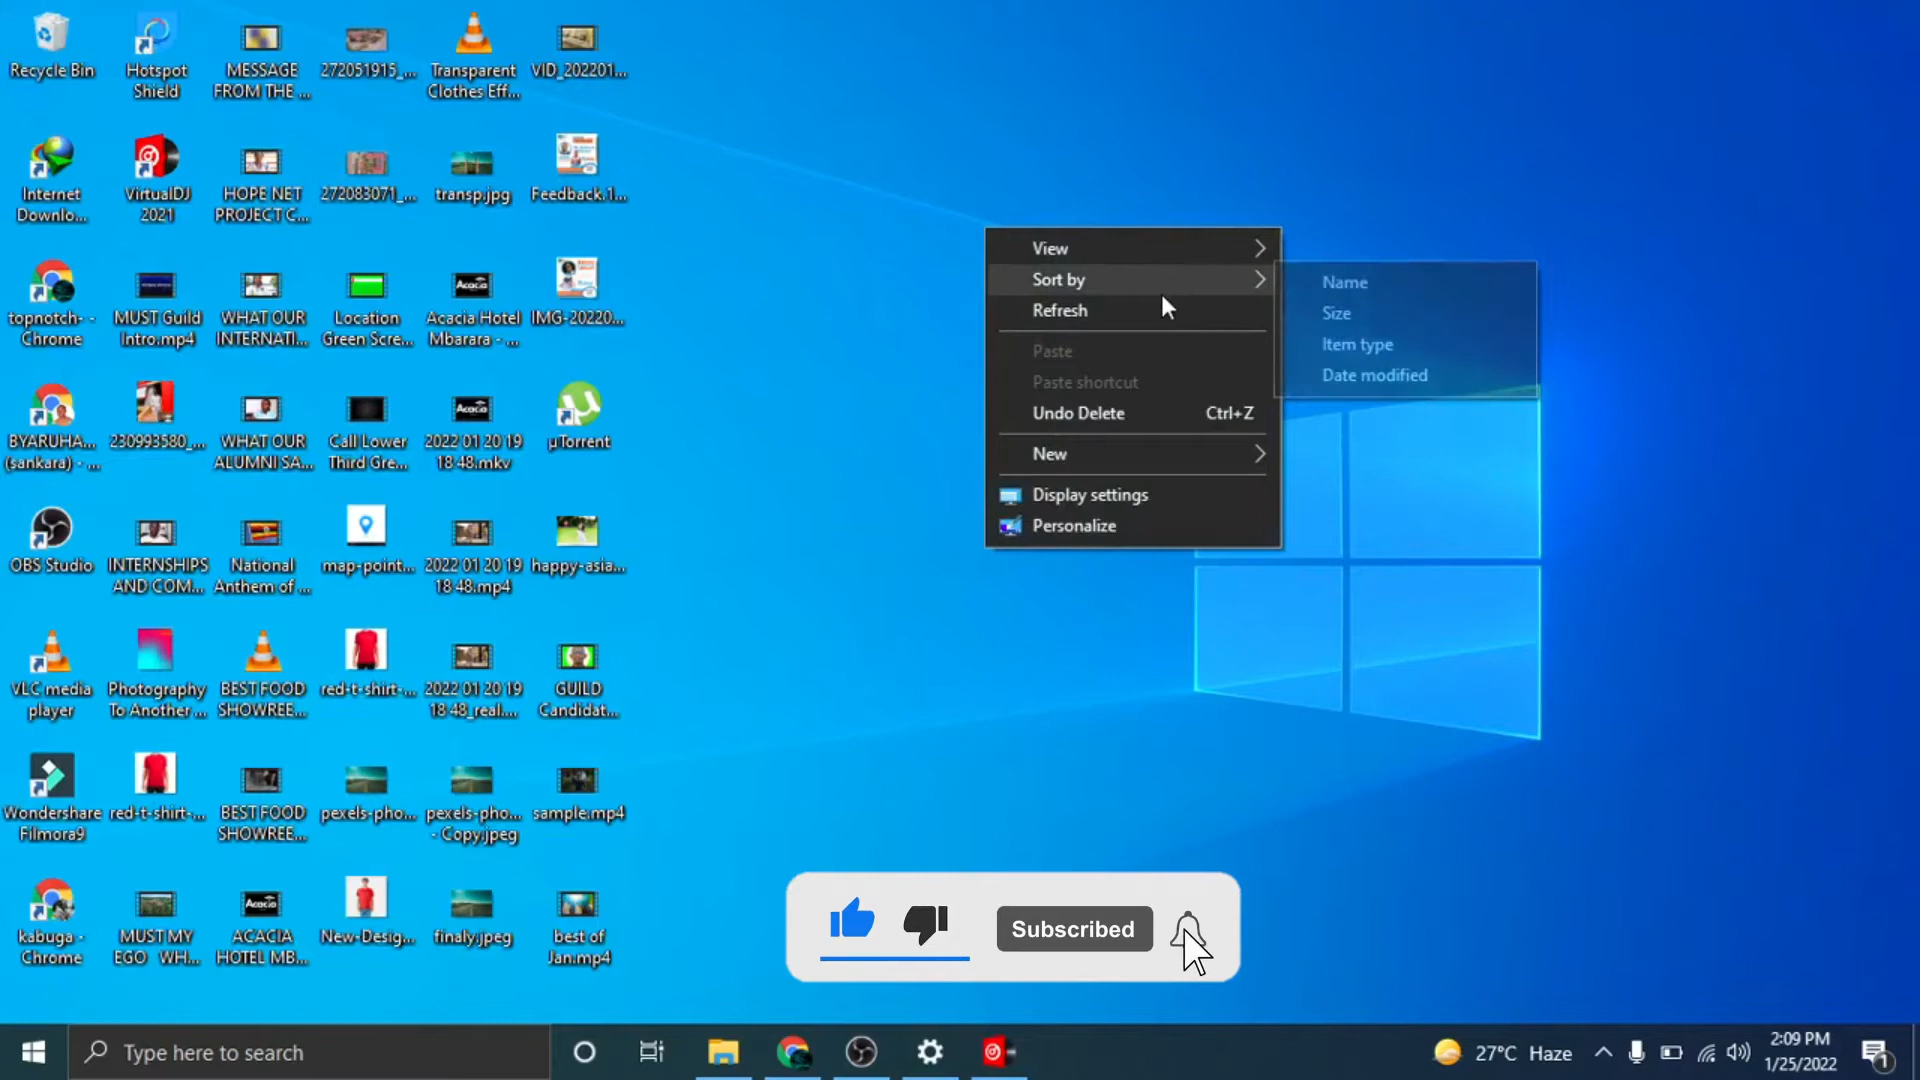 Recycle Bin
Hotspot
Shield
MESSAGE
FROM THE ...
272051915_...
Transparent
Clothes Eff...
VID_202201...
Internet
Downlo...
VirtualDJ
2021
HOPE NET
PROJECT C...
272083071_...
transp.jpg
Feedback.1...
topnotch- -
Chrome
MUST Guild
Intro.mp4
WHAT OUR
INTERNATI...
Location
Green Scre...
Acacia Hotel
Mbarara - ...
IMG-20220...
BYARUHA...
(sankara) - ...
230993580_...
WHAT OUR
ALUMNI SA...
Call Lower
Third Gre...
2022 01 20 19
18 48.mkv
µTorrent
OBS Studio
INTERNSHIPS
AND COM...
National
Anthem of ...
map-point...
2022 01 20 19
18 48.mp4
happy-asia...
VLC media
player
Photography
To Another ...
BEST FOOD
SHOWREE...
red-t-shirt-...
2022 01 20 19
18 48_real....
GUILD
Candidat...
Wondershare
Filmora9
red-t-shirt-...
BEST FOOD
SHOWREE...
pexels-pho...
pexels-pho...
- Copy.jpeg
sample.mp4
kabuga -
Chrome
MUST MY
EGO WH...
Acacia
ACACIA
HOTEL MB...
New-Desig...
finaly.jpeg
best of
Jan.mp4
Acacia
Acacia
View
Sort by
Refresh
Paste
Paste shortcut
Undo Delete Ctrl+Z
New
Display settings
Personalize
Name
Size
Item type
Date modified
Subscribed
Type here to search
27°C Haze
2:09 PM
1/25/2022
1